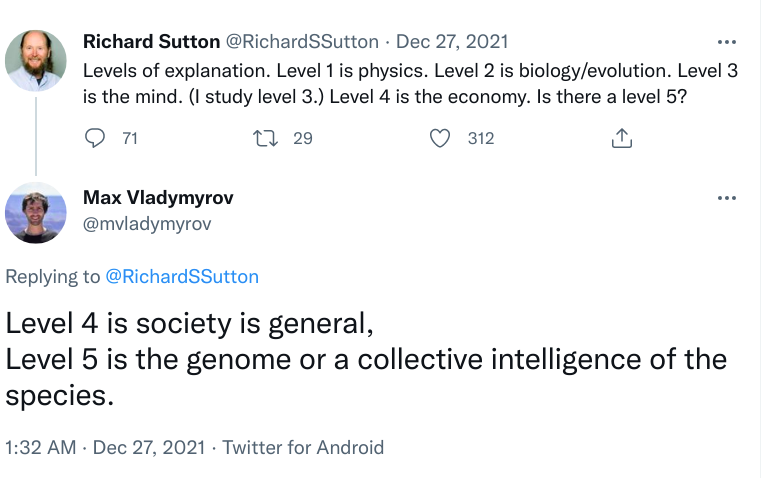 Richard Sutton @RichardSSutton · Dec 27, 2021
Levels of explanation. Level 1 is physics. Level 2 is biology/evolution. Level 3
is the mind. (I study level 3.) Level 4 is the economy. Is there a level 5?
71 29 312
Max Vladymyrov
@mvladymyrov
Replying to @RichardSSutton
Level 4 is society is general,
Level 5 is the genome or a collective intelligence of the
species.
1:32 AM · Dec 27, 2021 · Twitter for Android